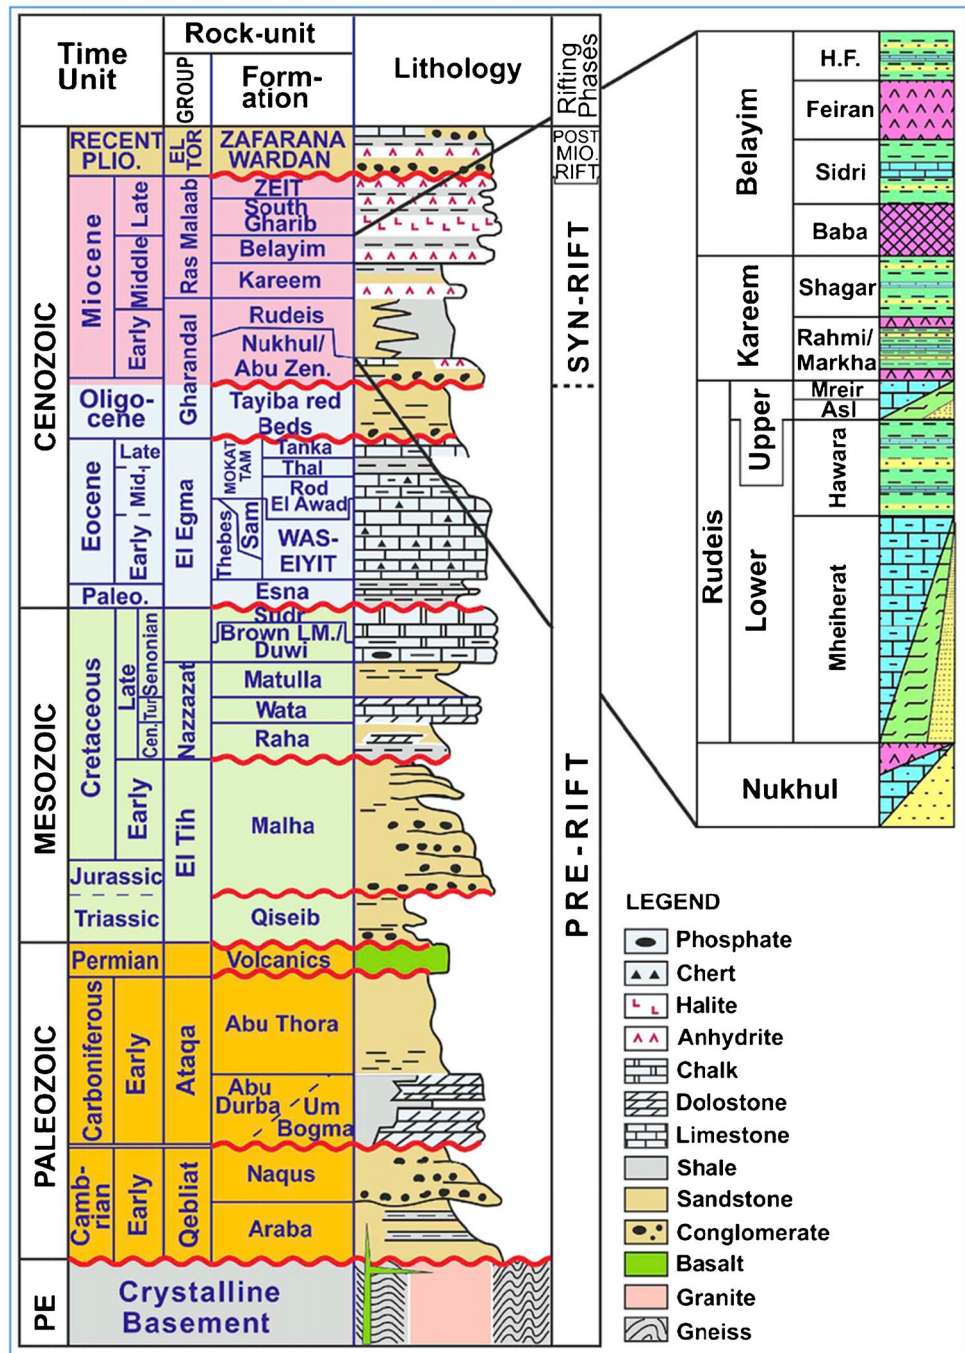 Time
Unit
Rock-unit
GROUP
Form-
ation
Lithology
Rifting
Phases
CENOZOIC
RECENT
PLIO.
EL
TOR
ZAFARANA
WARDAN
POST
MIO.
RIFT
Miocene
Late
Middle
Early
Ras Malaab
Gharandal
ZEIT
South
Gharib
Belayim
Kareem
Rudeis
Nukhul/
Abu Zen.
SYN-RIFT
Oligo-
cene
Tayiba red
Beds
Eocene
Late
Mid.
Early
El Egma
MOKAT
TAM
Tanka
Thal
Rod
El Awad
Thebes
Sam
WAS-
EIYIT
Paleo.
Esna
MESOZOIC
Cretaceous
Late
Senonian
Tur
Cen.
Early
Nazzazat
Sudr
Brown LM./
Duwi
Matulla
Wata
Raha
El Tih
Malha
Jurassic
Triassic
Qiseib
PRE-RIFT
PALEOZOIC
Permian
Volcanics
Carboniferous
Early
Ataqa
Abu Thora
Abu
Durba
Um
Bogma
Camb-
rian
Early
Qebliat
Naqus
Araba
PE
Crystalline
Basement
Belayim
H.F.
Feiran
Sidri
Baba
Kareem
Shagar
Rahmi/
Markha
Rudeis
Upper
Mreir
Asl
Lower
Hawara
Mheiherat
Nukhul
LEGEND
Phosphate
Chert
Halite
Anhydrite
Chalk
Dolostone
Limestone
Shale
Sandstone
Conglomerate
Basalt
Granite
Gneiss